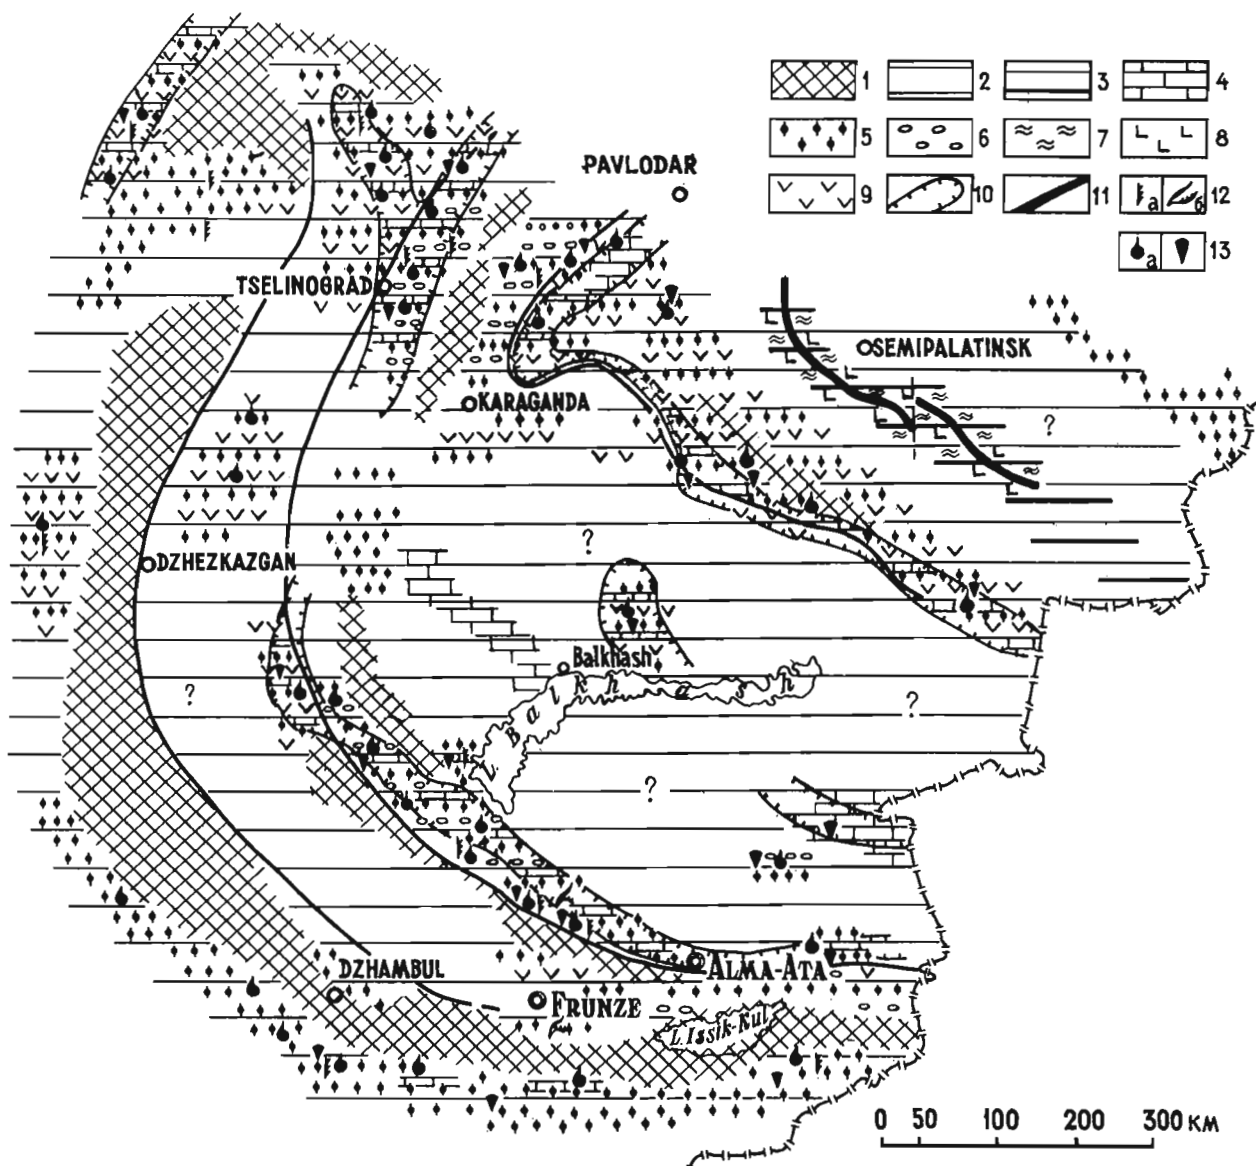 1
2
3
4
5
6
7
8
9
10
11
a
б
12
a
13
PAVLODAR
TSELINOGRAD
SEMIPALATINSK
KARAGANDA
?
DZHEZKAZGAN
?
Balkhash
L. Balkhash
?
?
?
DZHAMBUL
ALMA-ATA
FRUNZE
L. Issik-Kul
0 50 100 200 300 КМ